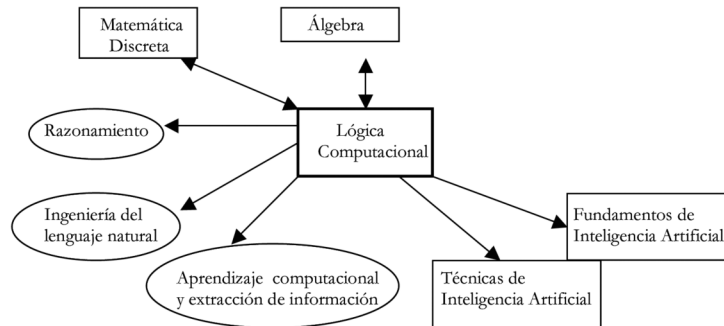 Matemática
Discreta
Álgebra
Razonamiento
Lógica
Computacional
Ingeniería del
lenguaje natural
Fundamentos de
Inteligencia Artificial
Aprendizaje computacional
y extracción de información
Técnicas de
Inteligencia Artificial